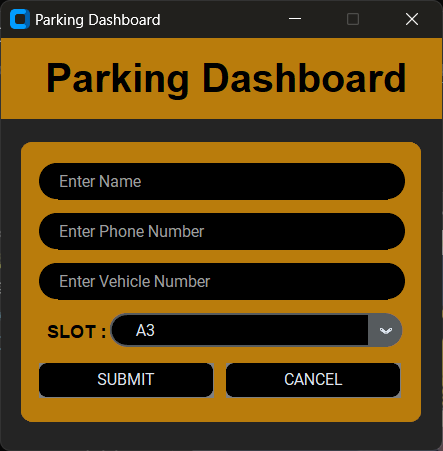 Parking Dashboard
Parking Dashboard
Enter Name
Enter Phone Number
Enter Vehicle Number
SLOT : A3
SUBMIT CANCEL